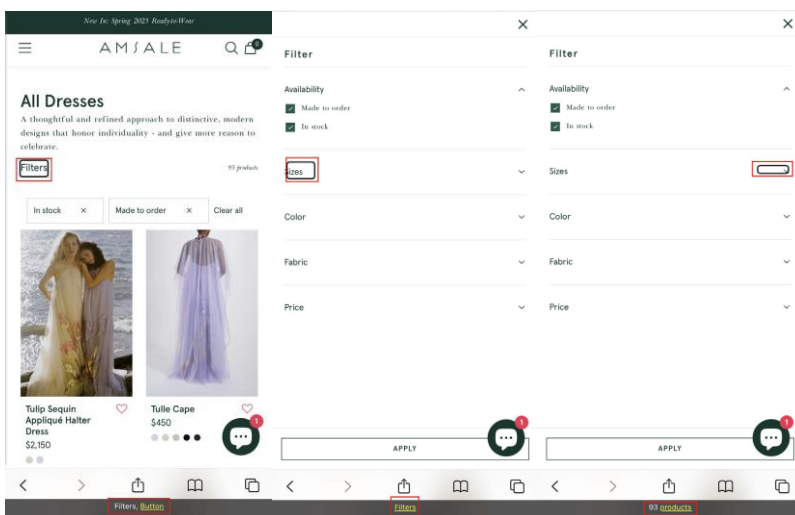 New In: Spring 2025 Ready-to-Wear
AMSALE
0
All Dresses
A thoughtful and refined approach to distinctive, modern
designs that honor individuality - and give more reason to
celebrate.
Filters
93 products
In stock ×
Made to order ×
Clear all
Tulip Sequin
Appliqué Halter
Dress
$2,150
Tulle Cape
$450
1
Filters, Button
Filter
Availability
Made to order
In stock
Sizes
Color
Fabric
Price
1
APPLY
Filters
Filter
Availability
Made to order
In stock
Sizes
Color
Fabric
Price
1
APPLY
93 products